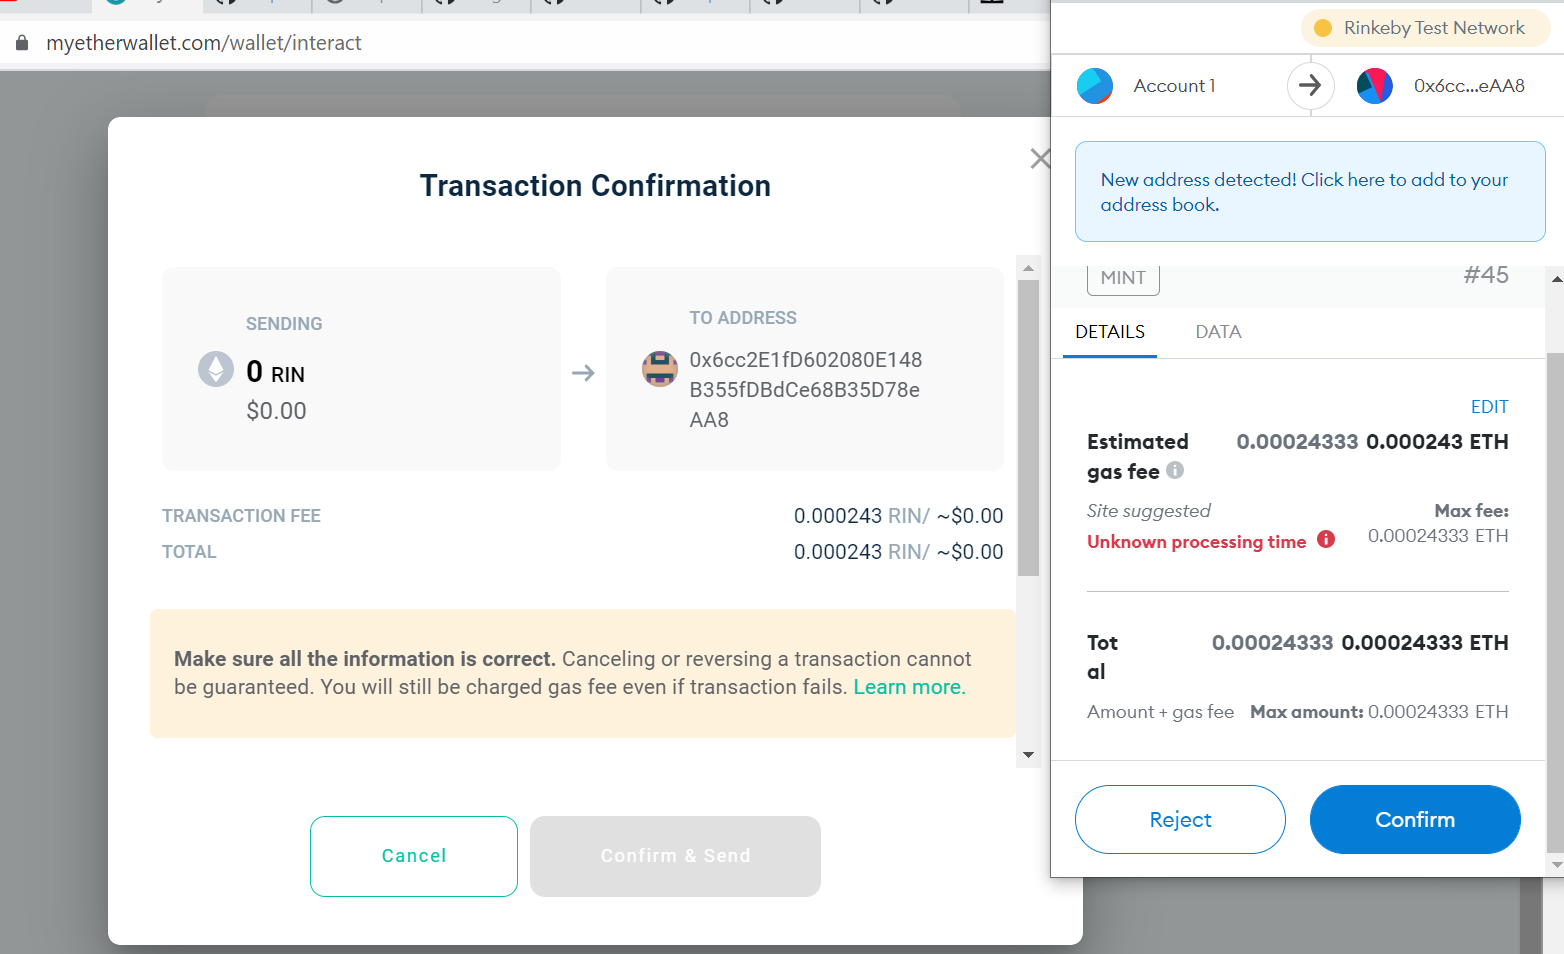 myetherwallet.com/wallet/interact
Transaction Confirmation
SENDING
0 RIN
$0.00
TO ADDRESS
0x6cc2E1fD602080E148
B355fDBdCe68B35D78e
AA8
TRANSACTION FEE
0.000243 RIN/ ~$0.00
TOTAL
0.000243 RIN/ ~$0.00
Make sure all the information is correct. Canceling or reversing a transaction cannot
be guaranteed. You will still be charged gas fee even if transaction fails. Learn more.
Cancel
Confirm & Send
Rinkeby Test Network
Account 1
0x6cc...eAA8
New address detected! Click here to add to your
address book.
MINT
#45
DETAILS
DATA
EDIT
Estimated
gas fee
0.00024333 0.000243 ETH
Site suggested
Max fee:
Unknown processing time
0.00024333 ETH
Tot
al
0.00024333 0.00024333 ETH
Amount + gas fee
Max amount: 0.00024333 ETH
Reject
Confirm